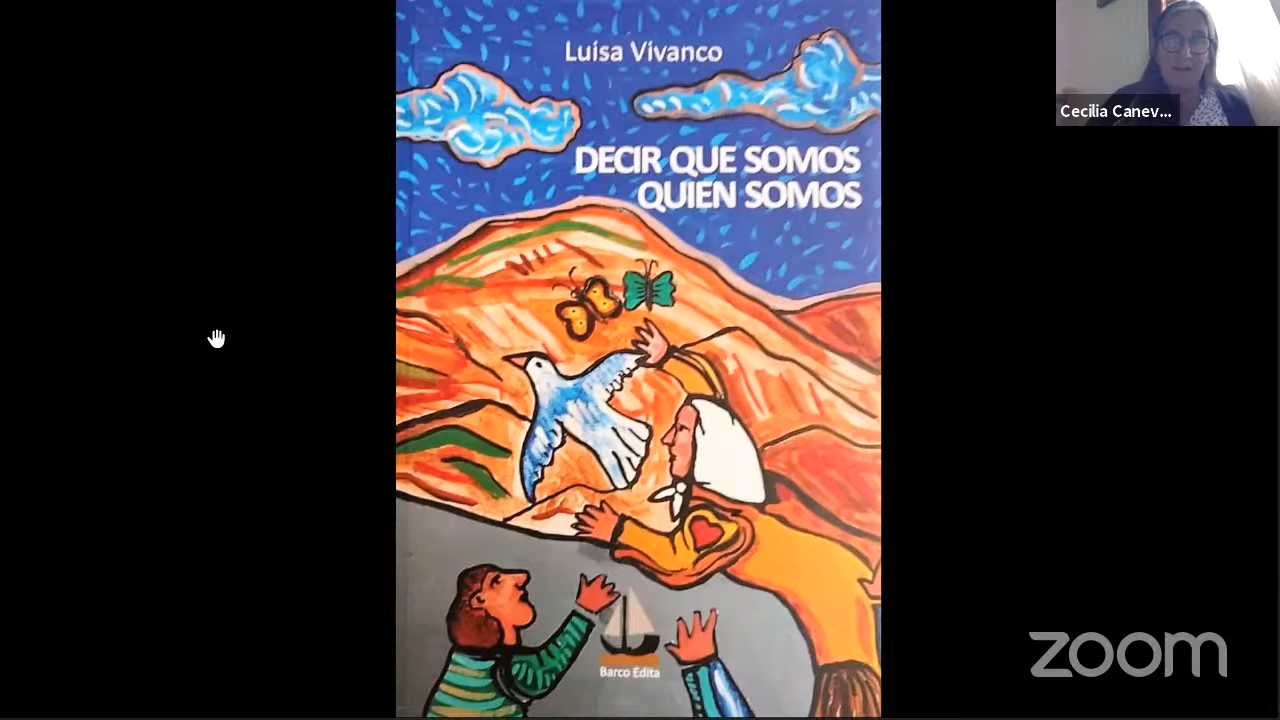 Luisa Vivanco
DECIR QUE SOMOS
QUIEN SOMOS
Barco Edita
Cecilia Canev...
zoom